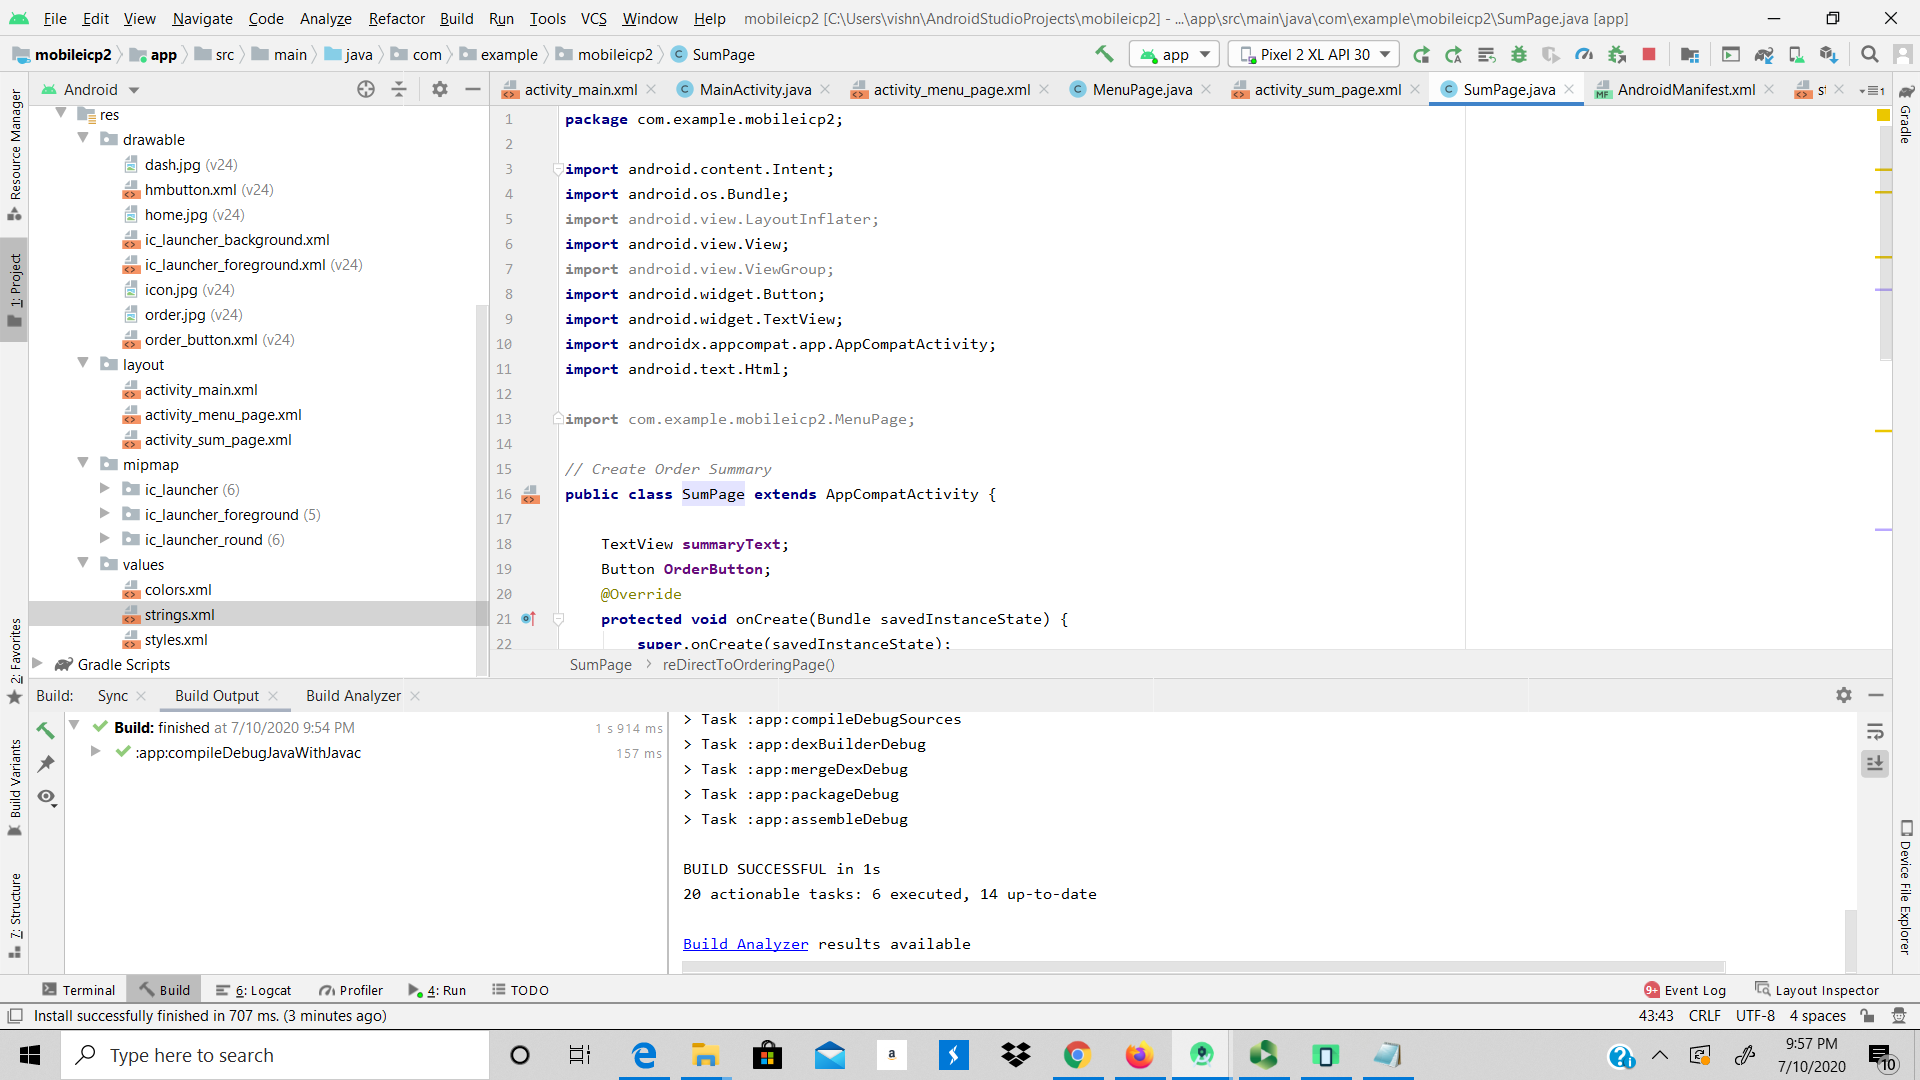 File Edit View Navigate Code Analyze Refactor Build Run Tools VCS Window Help mobileicp2 [C:\Users\vishn\AndroidStudioProjects\mobileicp2] - ...\app\src\main\java\com\example\mobileicp2\SumPage.java [app]
mobileicp2 app src main java com example mobileicp2 SumPage app Pixel 2 XL API 30
Android
activity_main.xml MainActivity.java activity_menu_page.xml MenuPage.java activity_sum_page.xml SumPage.java AndroidManifest.xml
Resource Manager
1: Project
2: Favorites
Build Variants
7: Structure
res
drawable
dash.jpg (v24)
hmbutton.xml (v24)
home.jpg (v24)
ic_launcher_background.xml
ic_launcher_foreground.xml (v24)
icon.jpg (v24)
order.jpg (v24)
order_button.xml (v24)
layout
activity_main.xml
activity_menu_page.xml
activity_sum_page.xml
mipmap
ic_launcher (6)
ic_launcher_foreground (5)
ic_launcher_round (6)
values
colors.xml
strings.xml
styles.xml
Gradle Scripts
1 package com.example.mobileicp2;
2
3 import android.content.Intent;
4 import android.os.Bundle;
5 import android.view.LayoutInflater;
6 import android.view.View;
7 import android.view.ViewGroup;
8 import android.widget.Button;
9 import android.widget.TextView;
10 import androidx.appcompat.app.AppCompatActivity;
11 import android.text.Html;
12
13 import com.example.mobileicp2.MenuPage;
14
15 // Create Order Summary
16 public class SumPage extends AppCompatActivity {
17
18 TextView summaryText;
19 Button OrderButton;
20 @Override
21 protected void onCreate(Bundle savedInstanceState) {
22 super.onCreate(savedInstanceState);
SumPage reDirectToOrderingPage()
Gradle
Device File Explorer
Build: Sync Build Output Build Analyzer
Build: finished at 7/10/2020 9:54 PM 1 s 914 ms
:app:compileDebugJavaWithJavac 157 ms
> Task :app:compileDebugSources
> Task :app:dexBuilderDebug
> Task :app:mergeDexDebug
> Task :app:packageDebug
> Task :app:assembleDebug
BUILD SUCCESSFUL in 1s
20 actionable tasks: 6 executed, 14 up-to-date
Build Analyzer results available
Terminal Build 6: Logcat Profiler 4: Run TODO 9+ Event Log Layout Inspector
Install successfully finished in 707 ms. (3 minutes ago) 43:43 CRLF UTF-8 4 spaces
Type here to search
9:57 PM
7/10/2020
10